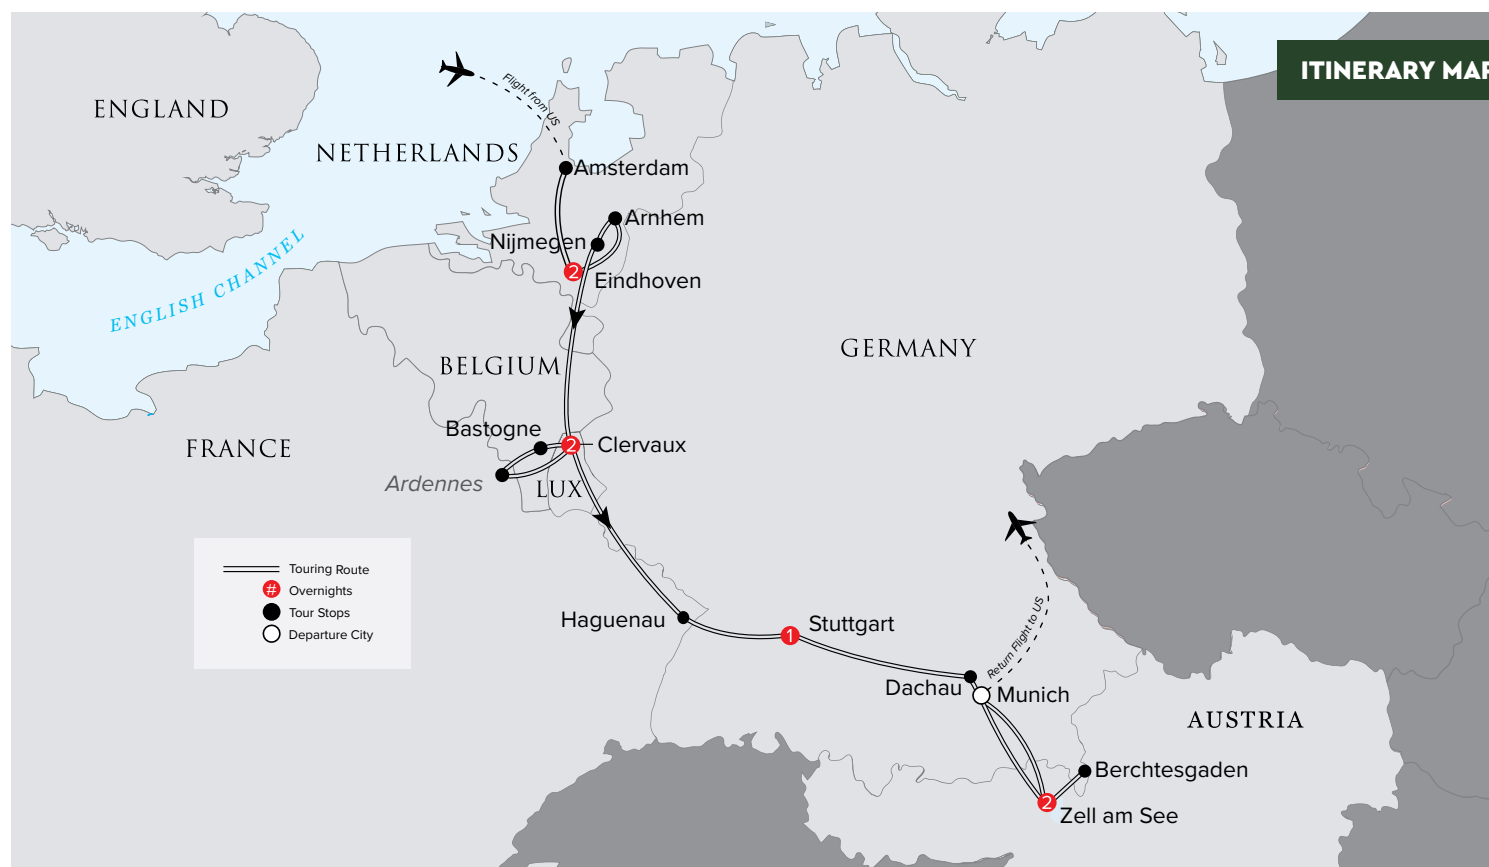 ITINERARY MAP
Flight from US
ENGLAND
NETHERLANDS
Amsterdam
Arnhem
Nijmegen
2
Eindhoven
ENGLISH CHANNEL
GERMANY
BELGIUM
Bastogne
2
Clervaux
FRANCE
Ardennes
LUX
Touring Route
# Overnights
Tour Stops
Departure City
Haguenau
1
Stuttgart
Return Flight to US
Dachau
Munich
AUSTRIA
Berchtesgaden
2
Zell am See